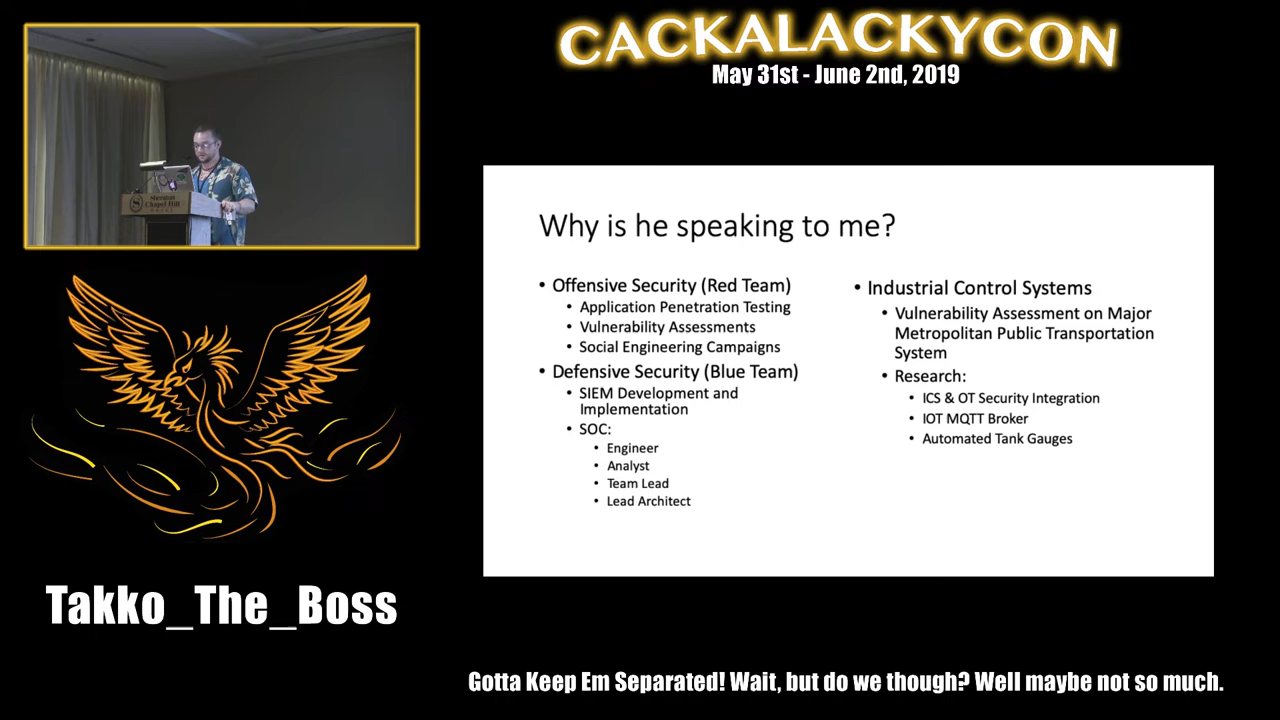 CACKALACKYCON
May 31st - June 2nd, 2019
Sheraton
Chapel Hill
Why is he speaking to me?
• Offensive Security (Red Team)
• Application Penetration Testing
• Vulnerability Assessments
• Social Engineering Campaigns
• Defensive Security (Blue Team)
• SIEM Development and
Implementation
• SOC:
• Engineer
• Analyst
• Team Lead
• Lead Architect
• Industrial Control Systems
• Vulnerability Assessment on Major
Metropolitan Public Transportation
System
• Research:
• ICS & OT Security Integration
• IOT MQTT Broker
• Automated Tank Gauges
Takko_The_Boss
Gotta Keep Em Separated! Wait, but do we though? Well maybe not so much.